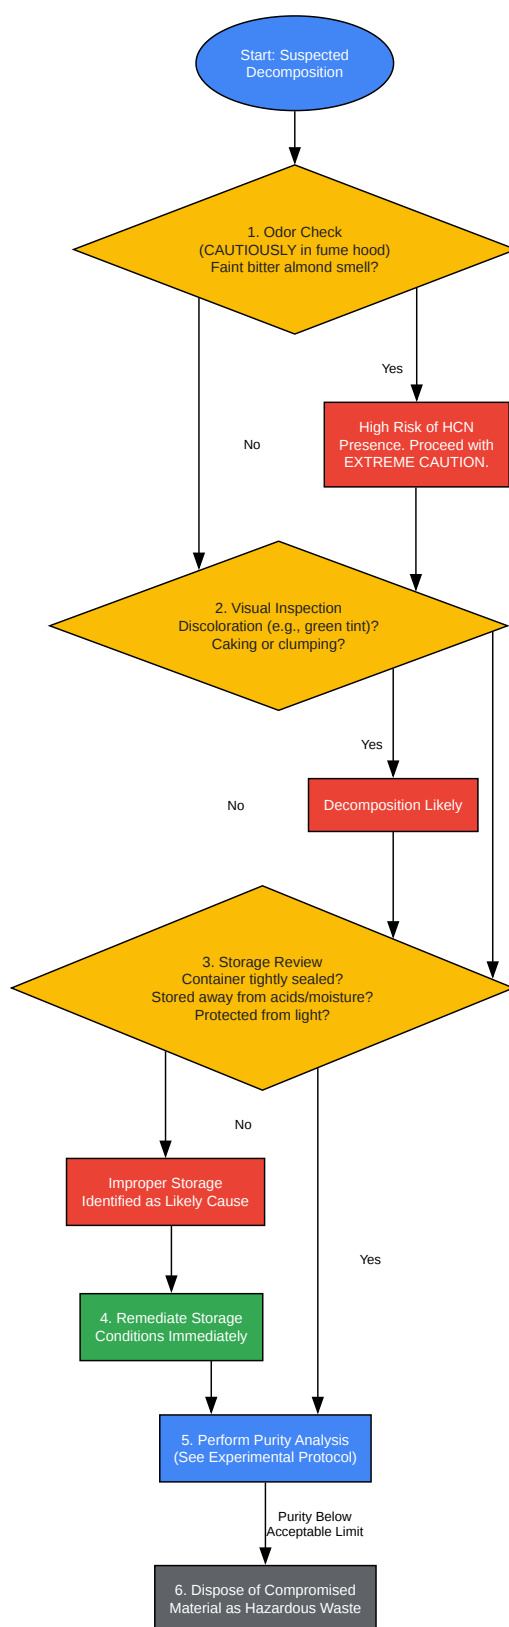 Start: Suspected
Decomposition
1. Odor Check
(CAUTIOUSLY in fume hood)
Faint bitter almond smell?
Yes
No
High Risk of HCN
Presence. Proceed with
EXTREME CAUTION.
2. Visual Inspection
Discoloration (e.g., green tint)?
Caking or clumping?
Yes
No
Decomposition Likely
3. Storage Review
Container tightly sealed?
Stored away from acids/moisture?
Protected from light?
No
Improper Storage
Identified as Likely Cause
Yes
4. Remediate Storage
Conditions Immediately
5. Perform Purity Analysis
(See Experimental Protocol)
Purity Below
Acceptable Limit
6. Dispose of Compromised
Material as Hazardous Waste